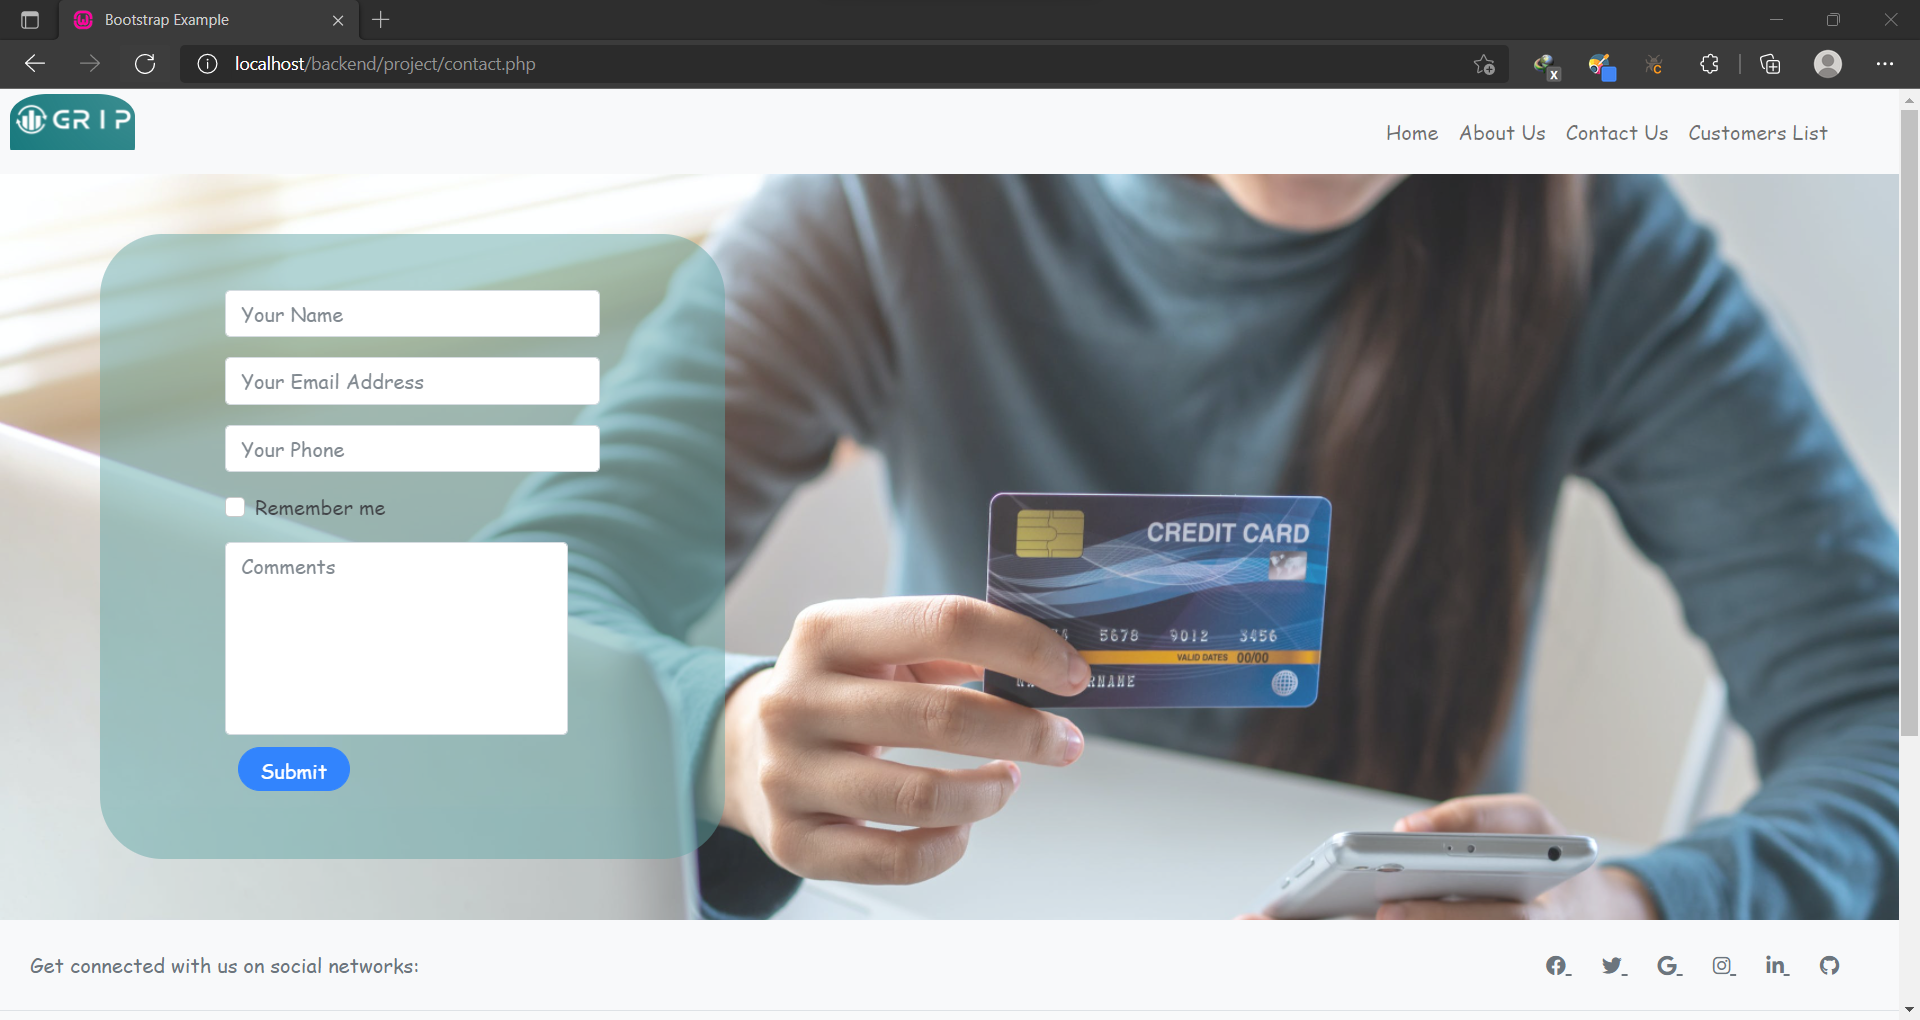 Bootstrap Example
localhost/backend/project/contact.php
GRIP
Home About Us Contact Us Customers List
Your Name
Your Email Address
Your Phone
Remember me
Comments
Submit
CREDIT CARD
5678 9012 3456
VALID DATES 00/00
Get connected with us on social networks: